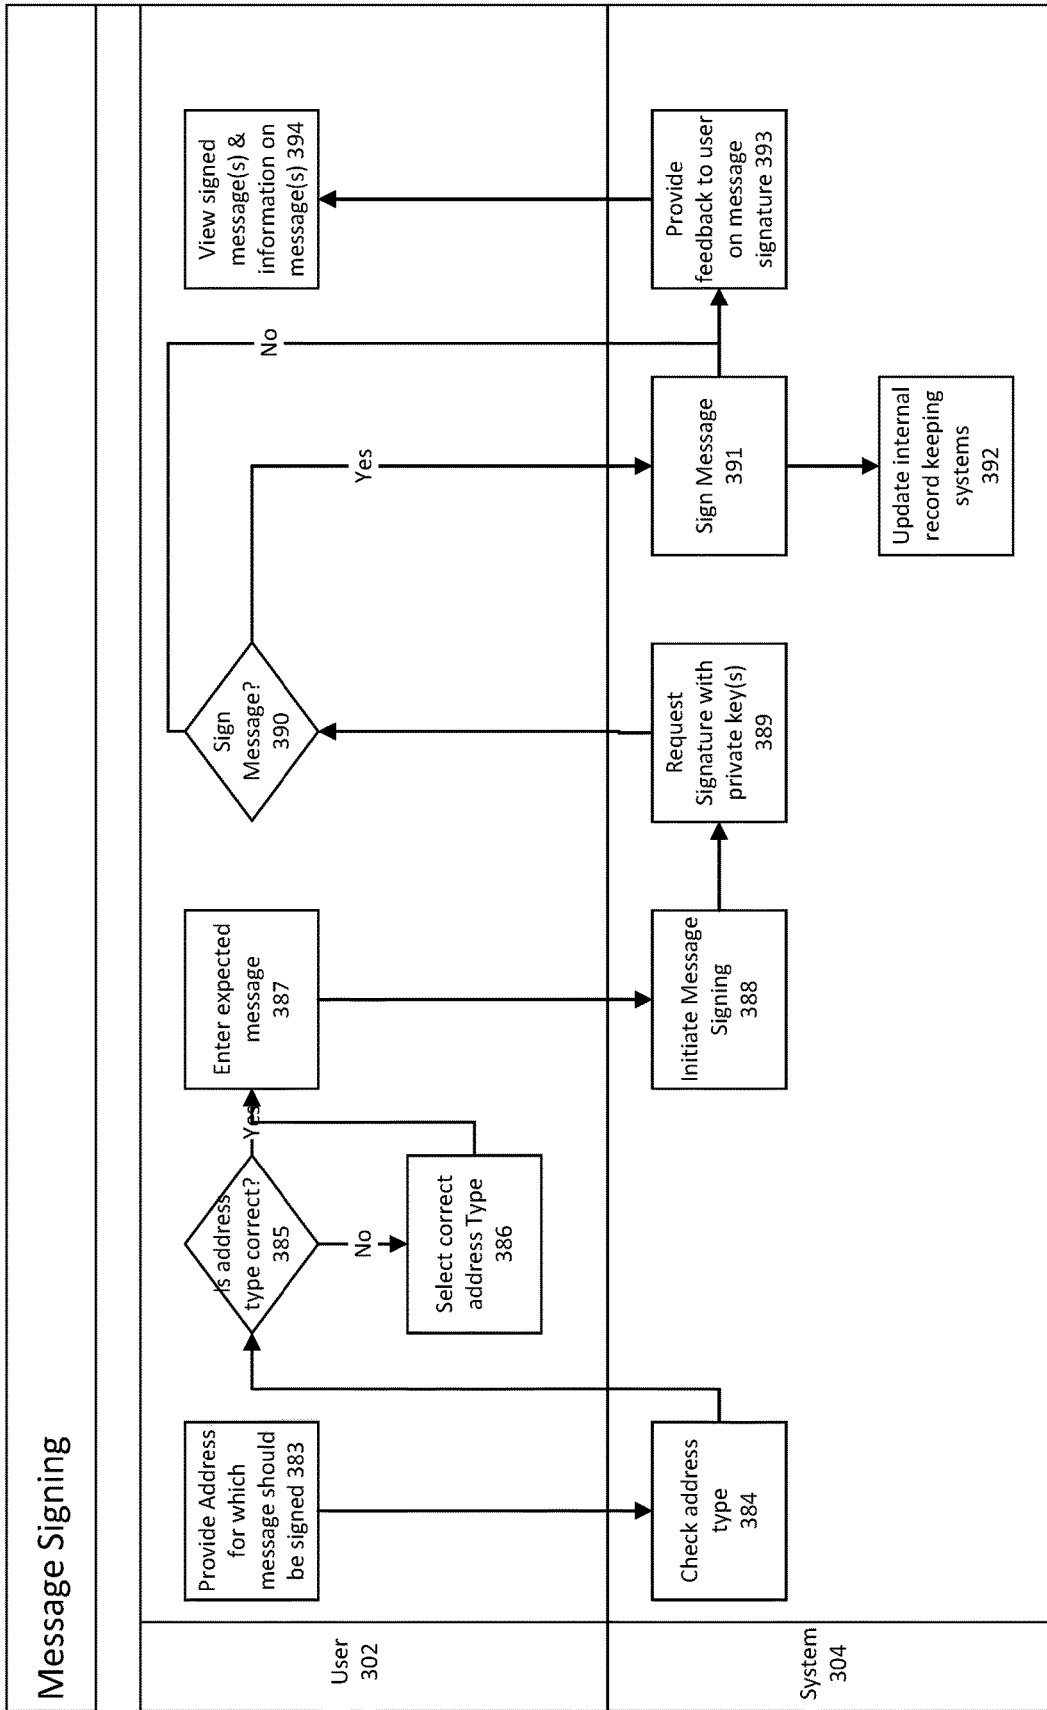 Message Signing
User
302
Provide Address
for which
message should
be signed 383
Is address
type correct?
385
Yes
No
Select correct
address Type
386
Enter expected
message
387
Sign
Message?
390
No
Yes
View signed
message(s) &
information on
message(s) 394
System
304
Check address
type
384
Initiate Message
Signing
388
Request
Signature with
private key(s)
389
Sign Message
391
Provide
feedback to user
on message
signature 393
Update internal
record keeping
systems
392